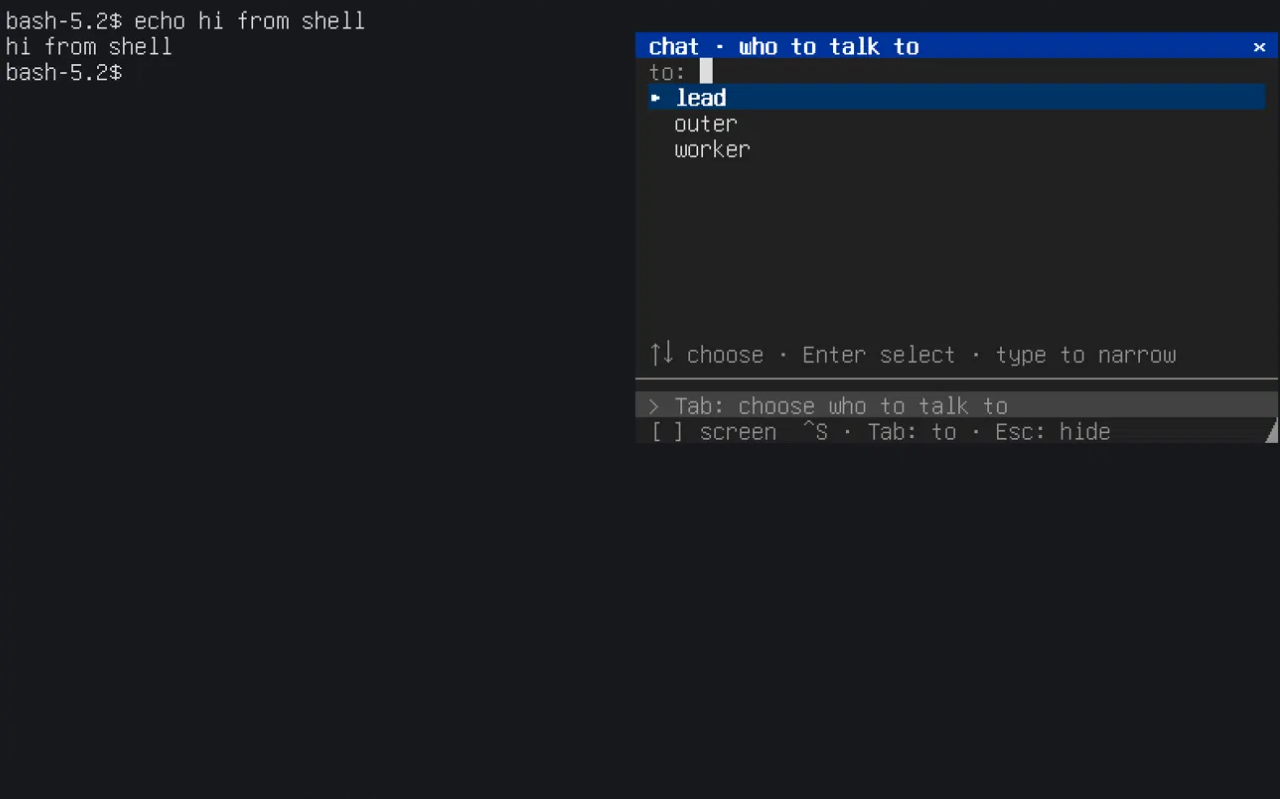 bash-5.2$ echo hi from shell
hi from shell
bash-5.2$
chat · who to talk to ×
to:
▸ lead
outer
worker
↑↓ choose · Enter select · type to narrow
> Tab: choose who to talk to
[ ] screen ^S · Tab: to · Esc: hide